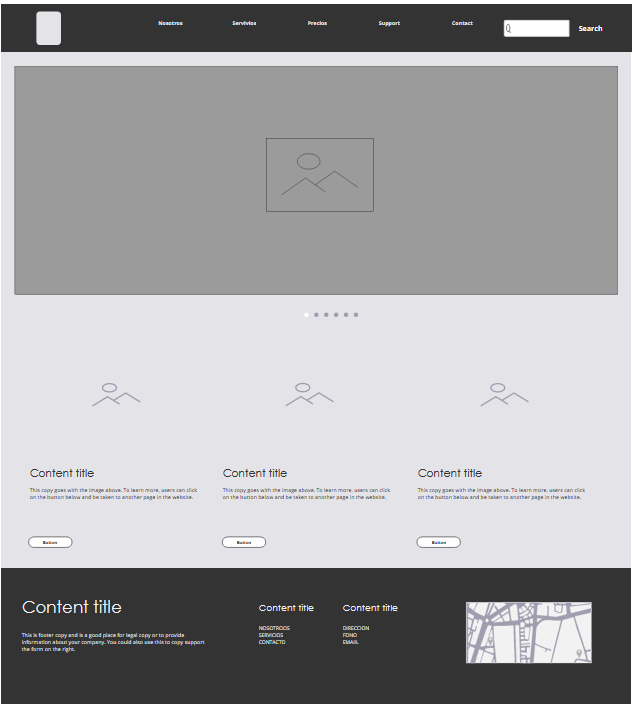 Nosotros Servivios Precios Support Contact Search
Content title Content title Content title
This copy goes with the image above. To learn more, users can click
on the button below and be taken to another page in the website.
This copy goes with the image above. To learn more, users can click
on the button below and be taken to another page in the website.
This copy goes with the image above. To learn more, users can click
on the button below and be taken to another page in the website.
Button Button Button
Content title
This is footer copy and is a good place for legal copy or to provide
information about your company. You could also use this to copy support
the form on the right.
Content title
NOSOTROOS
SERVICIOS
CONTACTO
Content title
DIRECCION
FONO
EMAIL